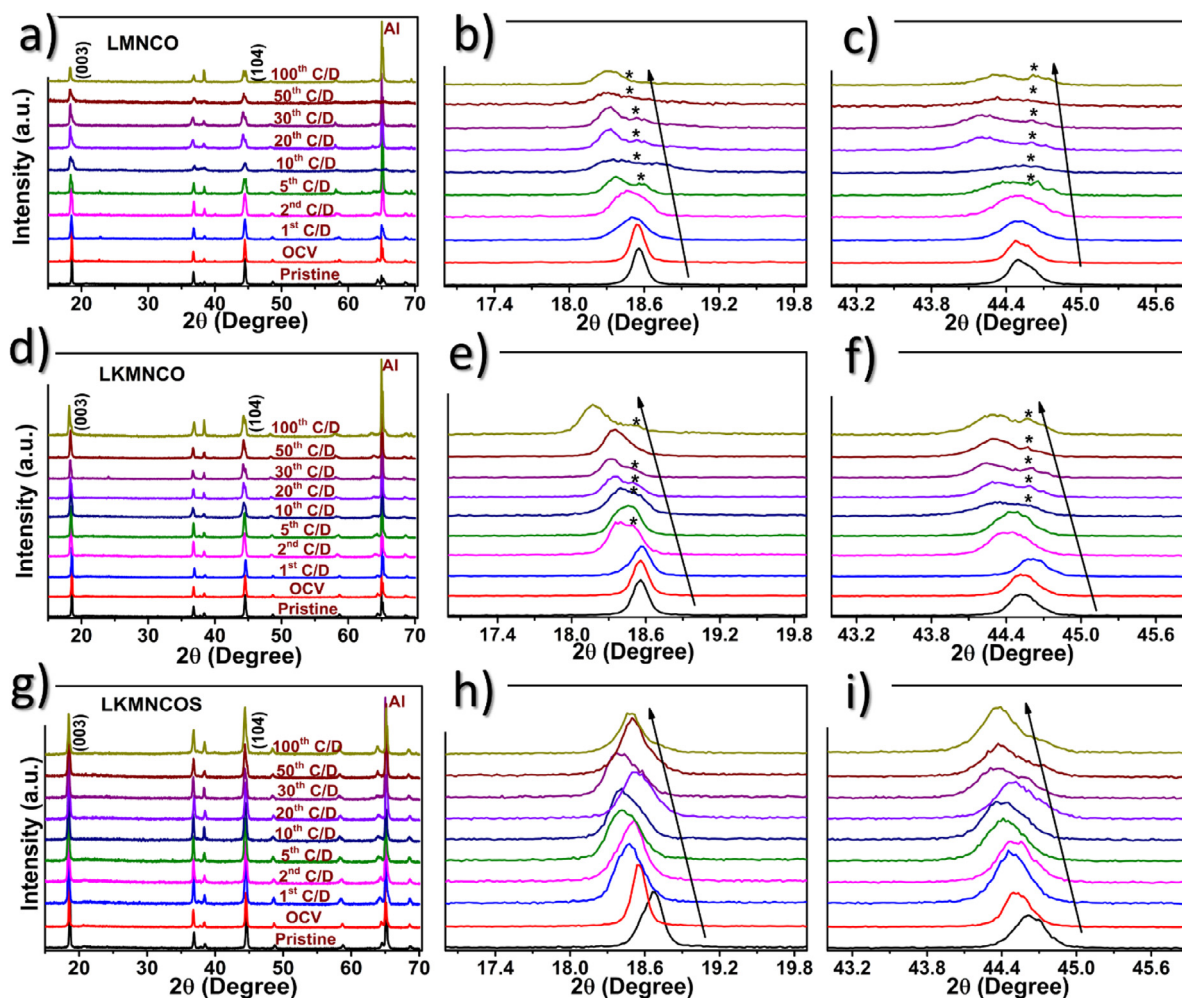 a)
LMNCO
Intensity (a.u.)
(003)
(104)
Al
100th C/D
50th C/D
30th C/D
20th C/D
10th C/D
5th C/D
2nd C/D
1st C/D
OCV
Pristine
20 30 40 50 60 70
2θ (Degree)
b)
*
*
*
*
*
*
17.4 18.0 18.6 19.2 19.8
2θ (Degree)
c)
*
*
*
*
*
*
43.2 43.8 44.4 45.0 45.6
2θ (Degree)
d)
LKMNCO
Intensity (a.u.)
(003)
(104)
Al
100th C/D
50th C/D
30th C/D
20th C/D
10th C/D
5th C/D
2nd C/D
1st C/D
OCV
Pristine
20 30 40 50 60 70
2θ (Degree)
e)
*
*
*
*
*
17.4 18.0 18.6 19.2 19.8
2θ (Degree)
f)
*
*
*
*
*
43.2 43.8 44.4 45.0 45.6
2θ (Degree)
g)
LKMNCOS
Intensity (a.u.)
(003)
(104)
Al
100th C/D
50th C/D
30th C/D
20th C/D
10th C/D
5th C/D
2nd C/D
1st C/D
OCV
Pristine
20 30 40 50 60 70
2θ (Degree)
h)
17.4 18.0 18.6 19.2 19.8
2θ (Degree)
i)
43.2 43.8 44.4 45.0 45.6
2θ (Degree)